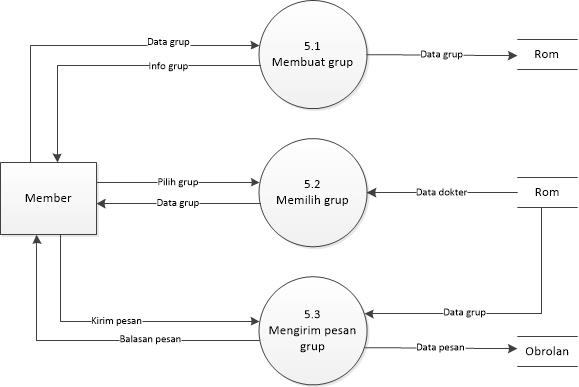 Data grup
5.1
Membuat grup
Data grup
Rom
Info grup
Member
Pilih grup
5.2
Memilih grup
Data dokter
Rom
Data grup
5.3
Mengirim pesan
grup
Data grup
Kirim pesan
Balasan pesan
Data pesan
Obrolan